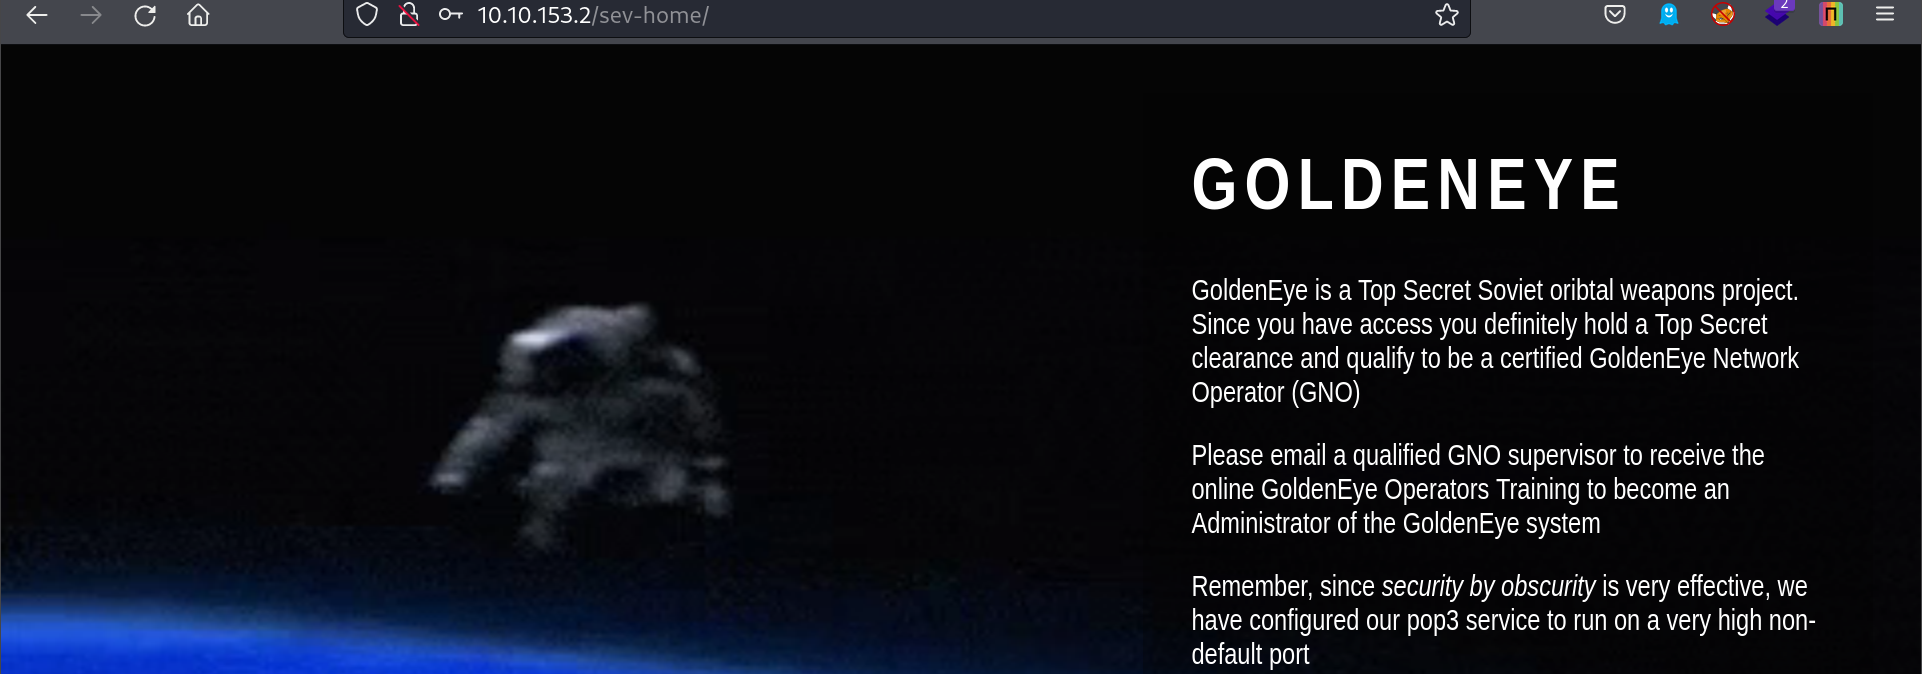 10.10.153.2/sev-home/
2
GOLDENEYE
GoldenEye is a Top Secret Soviet oribtal weapons project.
Since you have access you definitely hold a Top Secret
clearance and qualify to be a certified GoldenEye Network
Operator (GNO)
Please email a qualified GNO supervisor to receive the
online GoldenEye Operators Training to become an
Administrator of the GoldenEye system
Remember, since security by obscurity is very effective, we
have configured our pop3 service to run on a very high non-
default port